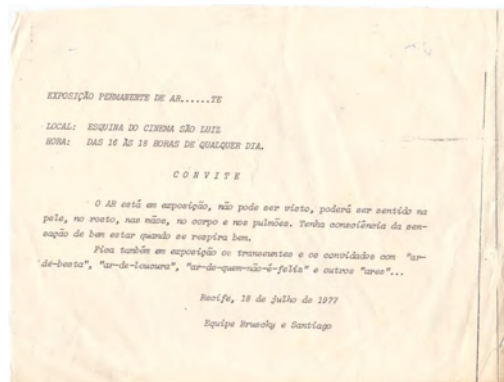 EXPOSIÇÃO PERMANENTE DE AR......TE
LOCAL: ESQUINA DO CINEMA SÃO LUIZ
HORA: DAS 16 ÀS 18 HORAS DE QUALQUER DIA.
C O N V I T E
O AR está em exposição, não pode ser visto, poderá ser sentido na
pele, no rosto, nas mãos, no corpo e nos pulmões. Tenha consciência da sen-
sação de bem estar quando se respira bem.
Fica também em exposição os transeuntes e os convidados com "ar-
de-besta", "ar-de-loucura", "ar-de-quem-não-é-feliz" e outros "ares"...
Recife, 18 de julho de 1977
Equipe Bruscky e Santiago